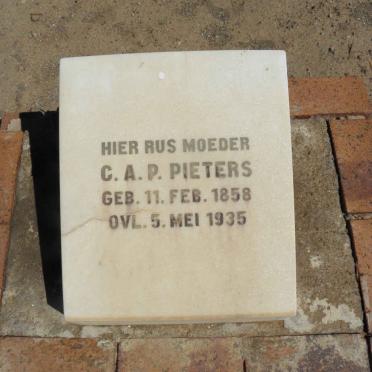 HIER RUS MOEDER
C. A. P. PIETERS
GEB. 11. FEB. 1858
OVL. 5. MEI 1935